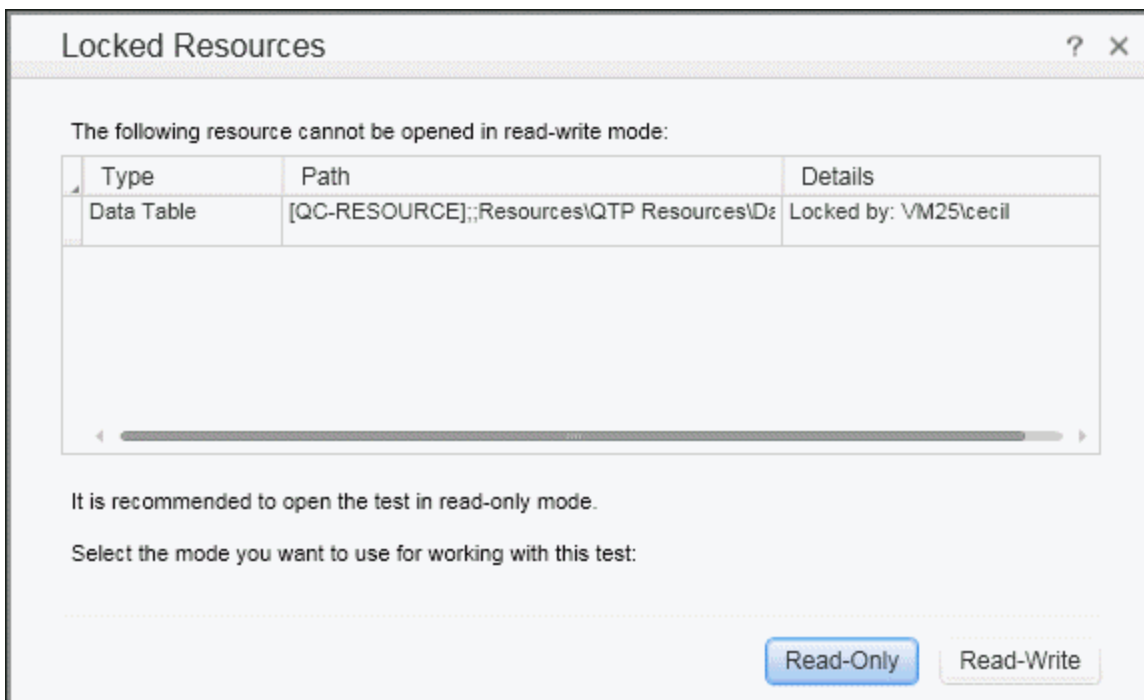 Locked Resources ?
The following resource cannot be opened in read-write mode:
Type Path Details
Data Table [QC-RESOURCE];;Resources\QTP Resources\Da Locked by: VM25\cecil
It is recommended to open the test in read-only mode.
Select the mode you want to use for working with this test:
Read-Only Read-Write